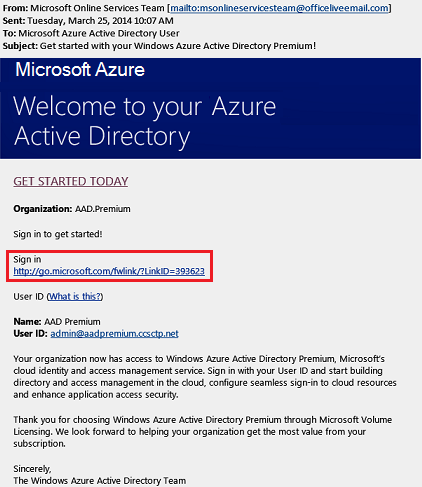 From: Microsoft Online Services Team [mailto:msonlineservicesteam@officeliveemail.com]
Sent: Tuesday, March 25, 2014 10:07 AM
To: Microsoft Azure Active Directory User
Subject: Get started with your Windows Azure Active Directory Premium!
Microsoft Azure
Welcome to your Azure
Active Directory
GET STARTED TODAY
Organization: AAD.Premium
Sign in to get started!
Sign in
http://go.microsoft.com/fwlink/?LinkID=393623
User ID (What is this?)
Name: AAD Premium
User ID: admin@aadpremium.ccsctp.net
Your organization now has access to Windows Azure Active Directory Premium, Microsoft's
cloud identity and access management service. Sign in with your User ID and start building
directory and access management in the cloud, configure seamless sign-in to cloud resources
and enhance application access security.
Thank you for choosing Windows Azure Active Directory Premium through Microsoft Volume
Licensing. We look forward to helping your organization get the most value from your
subscription.
Sincerely,
The Windows Azure Active Directory Team